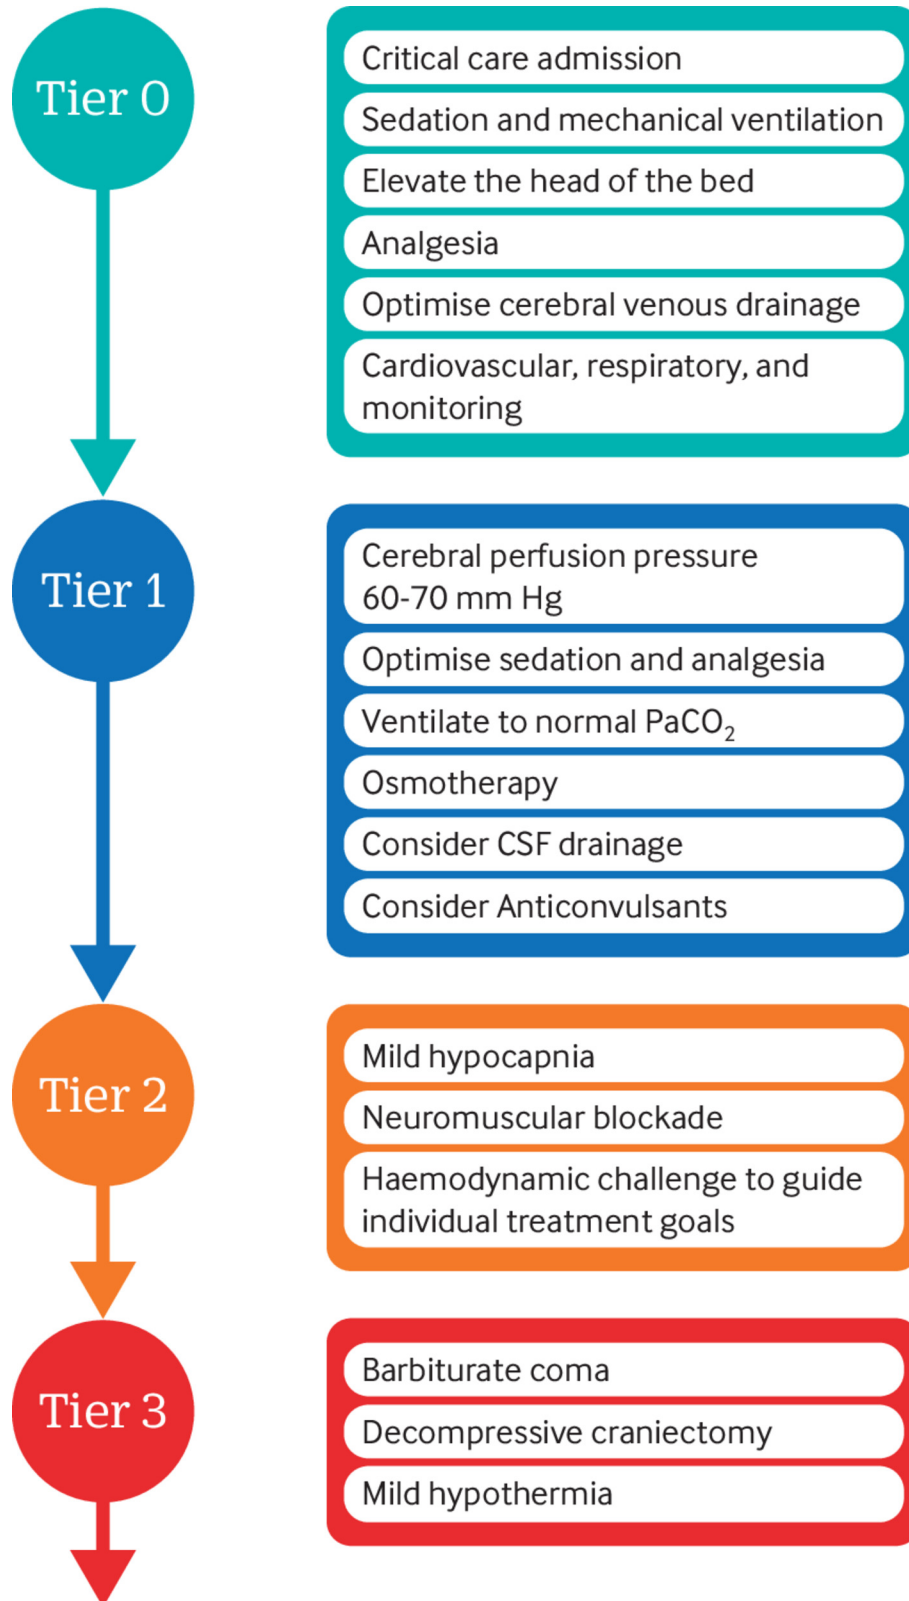 Tier 0
Critical care admission
Sedation and mechanical ventilation
Elevate the head of the bed
Analgesia
Optimise cerebral venous drainage
Cardiovascular, respiratory, and
monitoring
Tier 1
Cerebral perfusion pressure
60-70 mm Hg
Optimise sedation and analgesia
Ventilate to normal PaCO₂
Osmotherapy
Consider CSF drainage
Consider Anticonvulsants
Tier 2
Mild hypocapnia
Neuromuscular blockade
Haemodynamic challenge to guide
individual treatment goals
Tier 3
Barbiturate coma
Decompressive craniectomy
Mild hypothermia